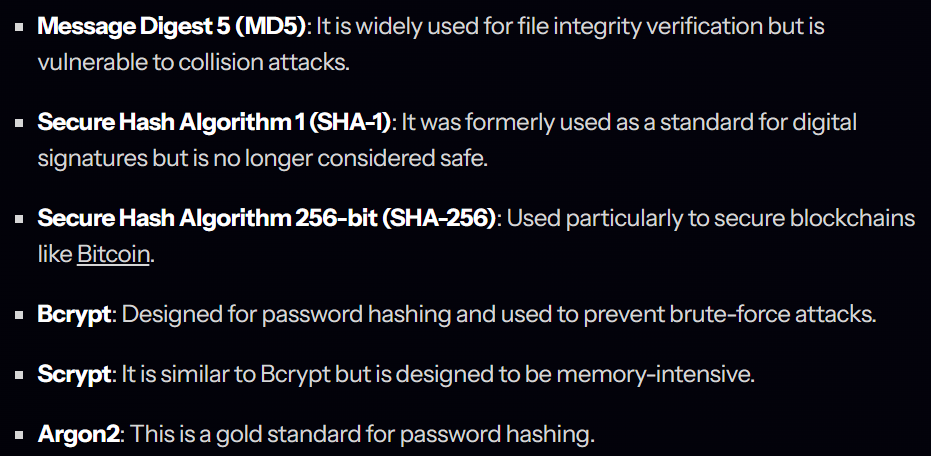 Message Digest 5 (MD5): It is widely used for file integrity verification but is
vulnerable to collision attacks.
Secure Hash Algorithm 1 (SHA-1): It was formerly used as a standard for digital
signatures but is no longer considered safe.
Secure Hash Algorithm 256-bit (SHA-256): Used particularly to secure blockchains
like Bitcoin.
Bcrypt: Designed for password hashing and used to prevent brute-force attacks.
Scrypt: It is similar to Bcrypt but is designed to be memory-intensive.
Argon2: This is a gold standard for password hashing.